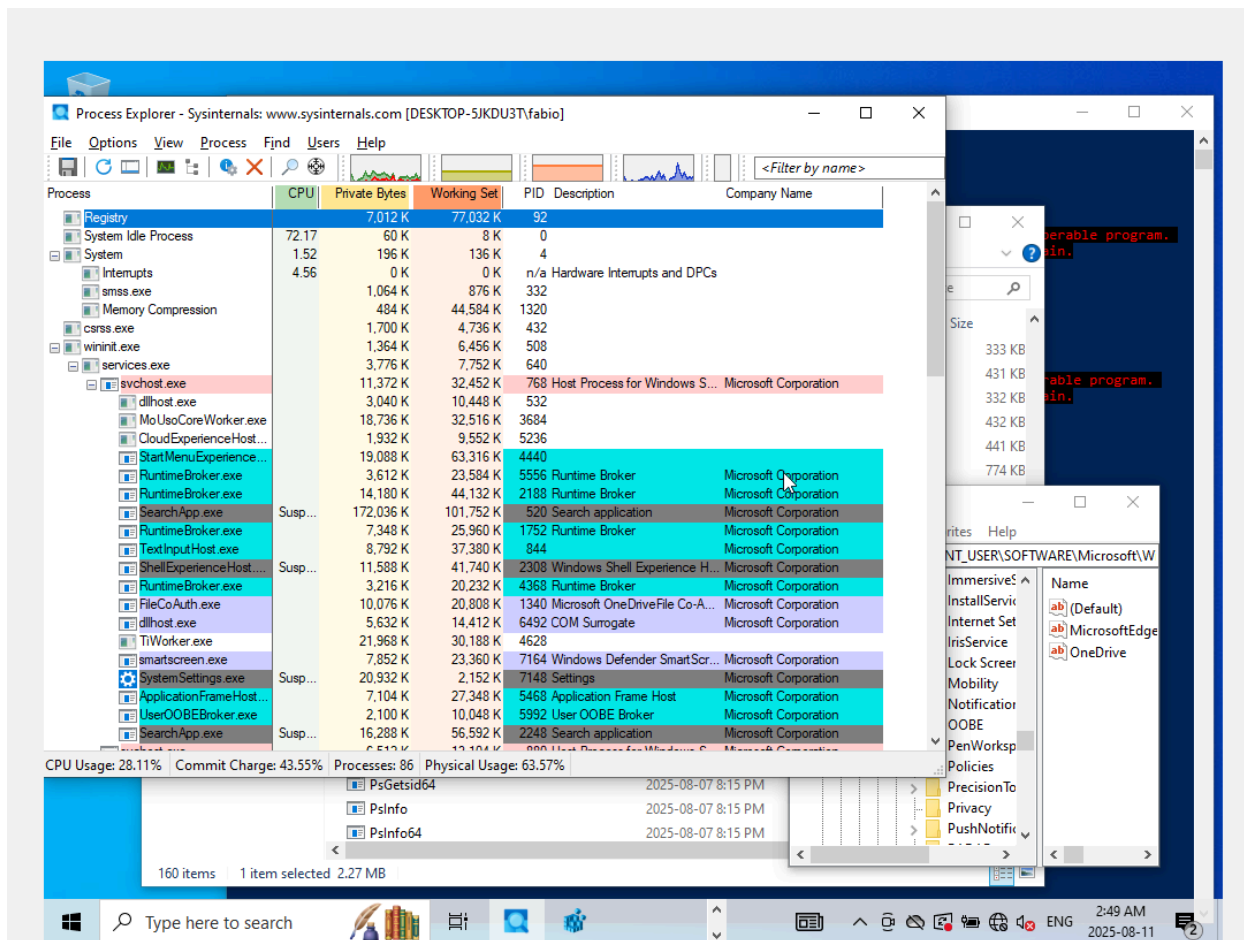 Process Explorer - Sysinternals: www.sysinternals.com [DESKTOP-5JKDU3T\fabio]
File Options View Process Find Users Help
<Filter by name>
Process CPU Private Bytes Working Set PID Description Company Name
Registry 7,012 K 77,032 K 92
System Idle Process 72.17 60 K 8 K 0
System 1.52 196 K 136 K 4
Interrupts 4.56 0 K 0 K n/a Hardware Interrupts and DPCs
smss.exe 1,064 K 876 K 332
Memory Compression 484 K 44,584 K 1320
csrss.exe 1,700 K 4,736 K 432
wininit.exe 1,364 K 6,456 K 508
services.exe 3,776 K 7,752 K 640
svchost.exe 11,372 K 32,452 K 768 Host Process for Windows S... Microsoft Corporation
dllhost.exe 3,040 K 10,448 K 532
MoUsoCoreWorker.exe 18,736 K 32,516 K 3684
CloudExperienceHost... 1,932 K 9,552 K 5236
StartMenuExperience... 19,088 K 63,316 K 4440
RuntimeBroker.exe 3,612 K 23,584 K 5556 Runtime Broker Microsoft Corporation
RuntimeBroker.exe 14,180 K 44,132 K 2188 Runtime Broker Microsoft Corporation
SearchApp.exe Susp... 172,036 K 101,752 K 520 Search application Microsoft Corporation
RuntimeBroker.exe 7,348 K 25,960 K 1752 Runtime Broker Microsoft Corporation
TextInputHost.exe 8,792 K 37,380 K 844 Microsoft Corporation
ShellExperienceHost.... Susp... 11,588 K 41,740 K 2308 Windows Shell Experience H... Microsoft Corporation
RuntimeBroker.exe 3,216 K 20,232 K 4368 Runtime Broker Microsoft Corporation
FileCoAuth.exe 10,076 K 20,808 K 1340 Microsoft OneDriveFile Co-A... Microsoft Corporation
dllhost.exe 5,632 K 14,412 K 6492 COM Surrogate Microsoft Corporation
TiWorker.exe 21,968 K 30,188 K 4628
smartscreen.exe 7,852 K 23,360 K 7164 Windows Defender SmartScr... Microsoft Corporation
SystemSettings.exe Susp... 20,932 K 2,152 K 7148 Settings Microsoft Corporation
ApplicationFrameHost... 7,104 K 27,348 K 5468 Application Frame Host Microsoft Corporation
UserOOBEBroker.exe 2,100 K 10,048 K 5992 User OOBE Broker Microsoft Corporation
SearchApp.exe Susp... 16,288 K 56,592 K 2248 Search application Microsoft Corporation
CPU Usage: 28.11% Commit Charge: 43.55% Processes: 86 Physical Usage: 63.57%
perable program.
ain.
Size
333 KB
431 KB
332 KB
432 KB
441 KB
774 KB
rable program.
ain.
rites Help
NT_USER\SOFTWARE\Microsoft\W
ImmersiveS
InstallServic
Internet Set
IrisService
Lock Screer
Mobility
Notification
OOBE
PenWorksp
Policies
PrecisionTo
Privacy
PushNotific
Name
(Default)
MicrosoftEdge
OneDrive
PsGetsid64 2025-08-07 8:15 PM
PsInfo 2025-08-07 8:15 PM
PsInfo64 2025-08-07 8:15 PM
160 items 1 item selected 2.27 MB
Type here to search
ENG
2:49 AM
2025-08-11
2